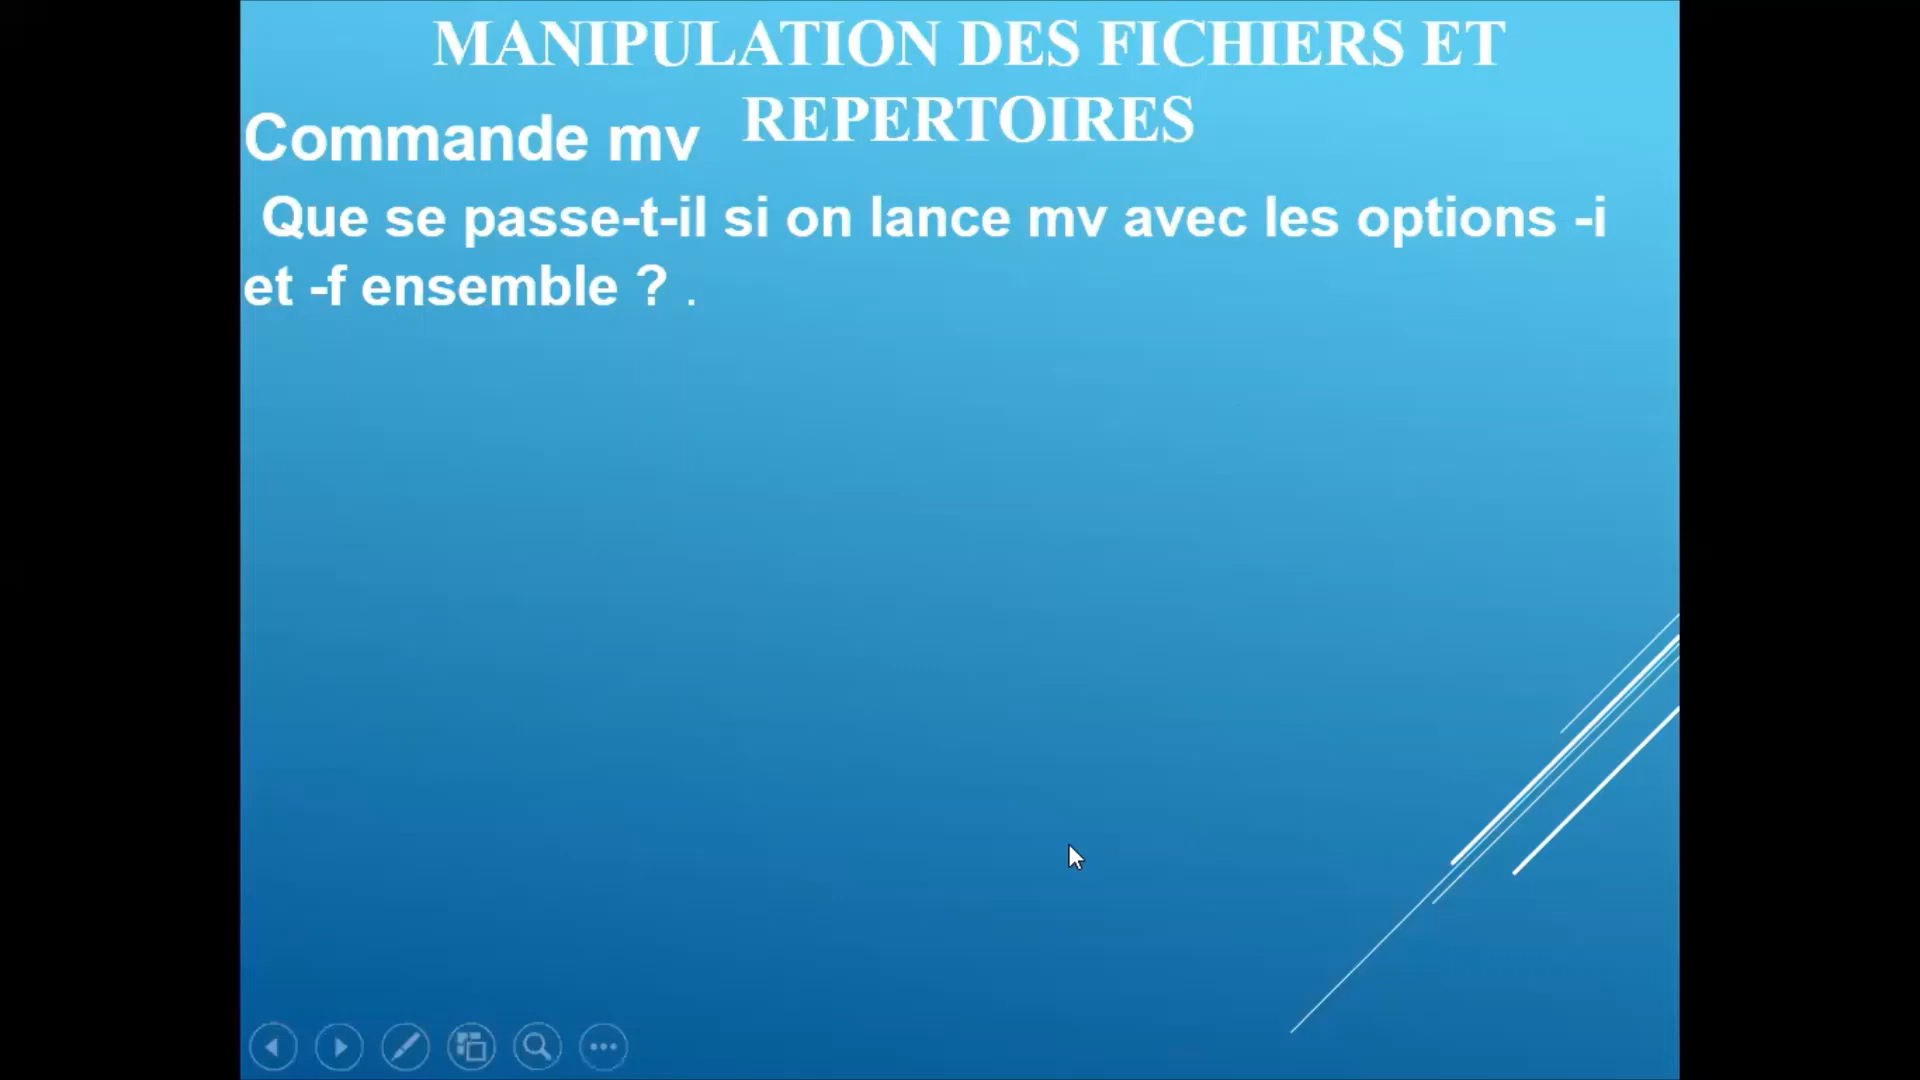 MANIPULATION DES FICHIERS ET
REPERTOIRES
Commande mv
Que se passe-t-il si on lance mv avec les options -i
et -f ensemble ? .